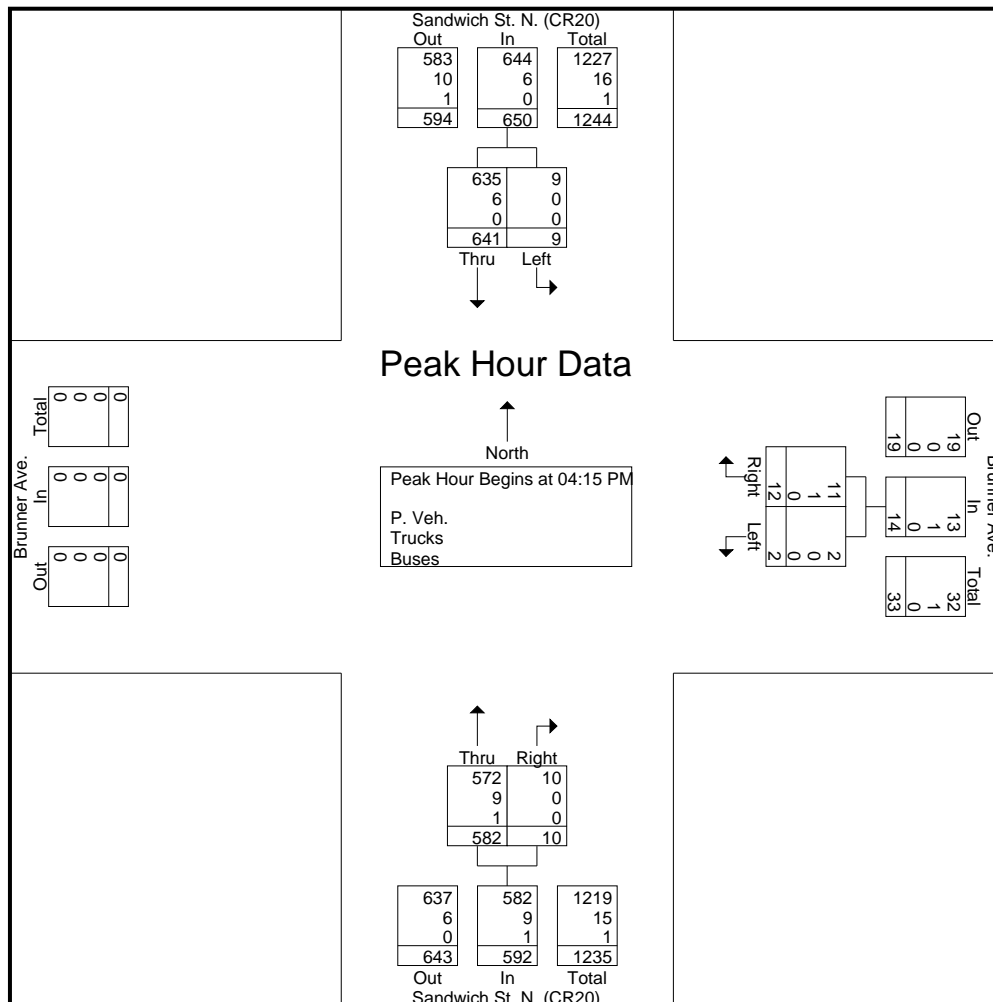 Sandwich St. N. (CR20)
Out In Total
583 644 1227
10 6 16
1 0 1
594 650 1244
635 9
6 0
0 0
641 9
Thru Left
Peak Hour Data
North
Peak Hour Begins at 04:15 PM
P. Veh.
Trucks
Buses
Brunner Ave.
Total
0 0 0 0
In
0 0 0 0
Out
0 0 0 0
Right
11
1
0
12
Left
2
0
0
2
Brunner Ave.
Out
19
0
0
19
In
13
1
0
14
Total
32
1
0
33
Thru Right
572 10
9 0
1 0
582 10
637 582 1219
6 9 15
0 1 1
643 592 1235
Out In Total
Sandwich St. N. (CR20)